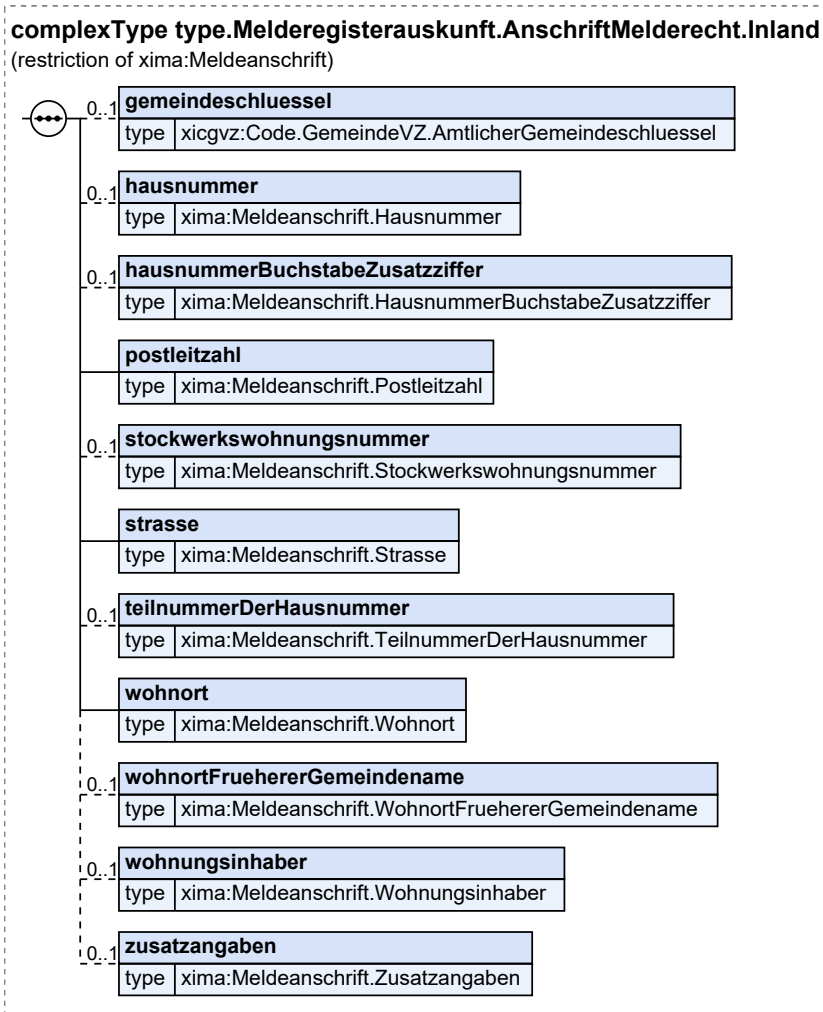 complexType type.Melderegisterauskunft.AnschriftMelderecht.Inland
(restriction of xima:Meldeanschrift)
0..1 gemeindeschluessel
type xicgvz:Code.GemeindeVZ.AmtlicherGemeindeschluessel
0..1 hausnummer
type xima:Meldeanschrift.Hausnummer
0..1 hausnummerBuchstabeZusatzziffer
type xima:Meldeanschrift.HausnummerBuchstabeZusatzziffer
postleitzahl
type xima:Meldeanschrift.Postleitzahl
0..1 stockwerkswohnungsnummer
type xima:Meldeanschrift.Stockwerkswohnungsnummer
strasse
type xima:Meldeanschrift.Strasse
0..1 teilnummerDerHausnummer
type xima:Meldeanschrift.TeilnummerDerHausnummer
wohnort
type xima:Meldeanschrift.Wohnort
0..1 wohnortFruehererGemeindename
type xima:Meldeanschrift.WohnortFruehererGemeindename
0..1 wohnungsinhaber
type xima:Meldeanschrift.Wohnungsinhaber
0..1 zusatzangaben
type xima:Meldeanschrift.Zusatzangaben